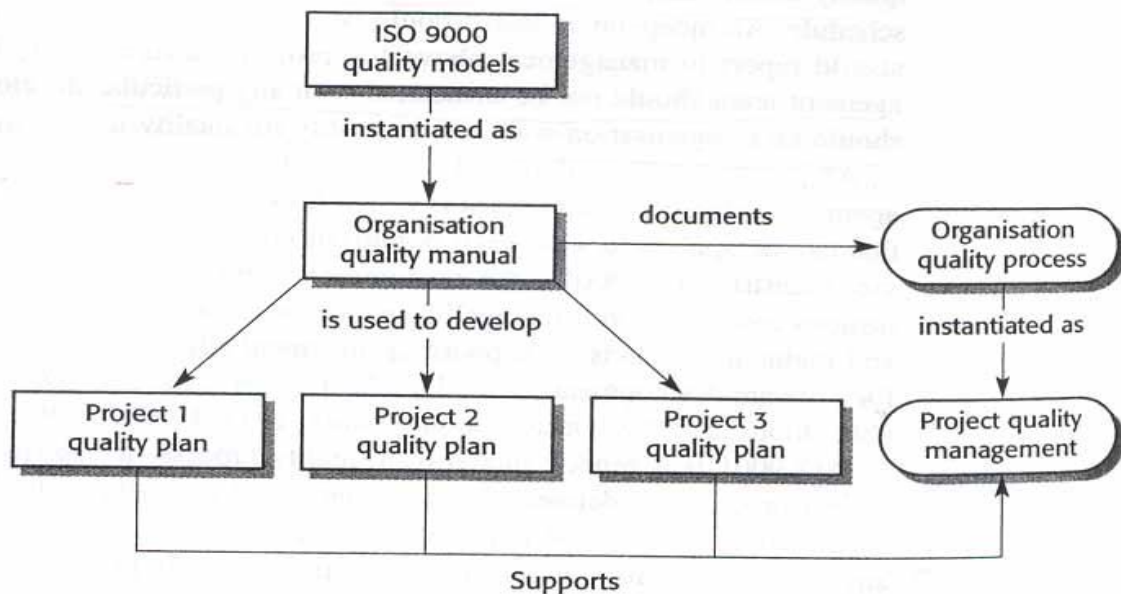 ISO 9000
quality models
instantiated as
Organisation
quality manual
documents
Organisation
quality process
is used to develop
instantiated as
Project 1
quality plan
Project 2
quality plan
Project 3
quality plan
Project quality
management
Supports